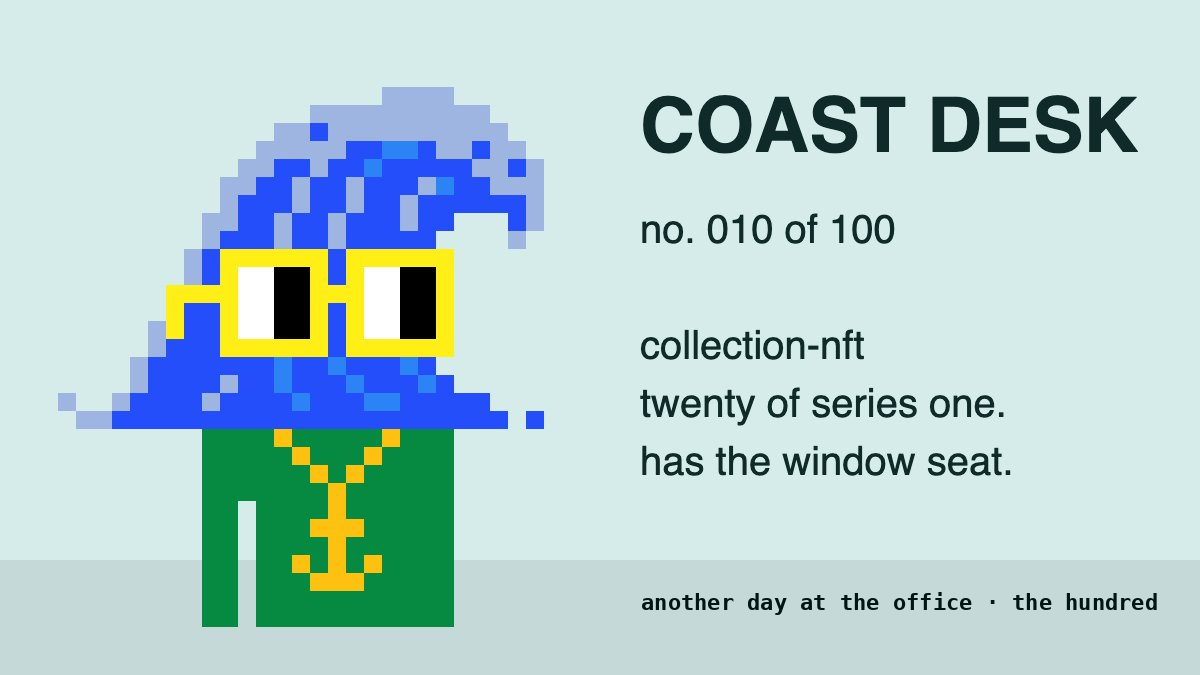 COAST DESK
no. 010 of 100
collection-nft
twenty of series one.
has the window seat.
another day at the office · the hundred